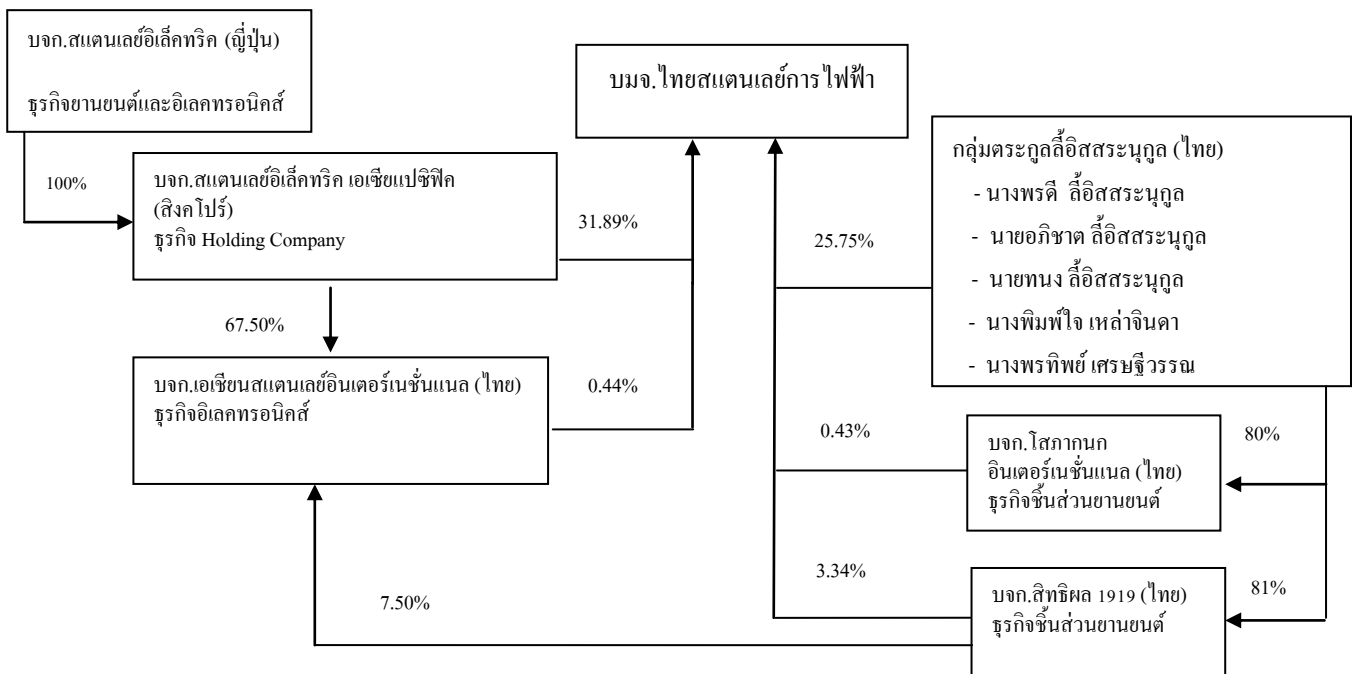 บจก.สแตนเลย์อิเล็คทริค (ญี่ปุ่น)
ธุรกิจยานยนต์และอิเลคทรอนิคส์
บมจ.ไทยสแตนเลย์การไฟฟ้า
100%
บจก.สแตนเลย์อิเล็คทริค เอเซียแปซิฟิค
(สิงคโปร์)
ธุรกิจ Holding Company
31.89%
25.75%
กลุ่มตระกูลลี้อิสสระนุกูล (ไทย)
- นางพรดี ลี้อิสสระนุกูล
- นายอภิชาต ลี้อิสสระนุกูล
- นายทนง ลี้อิสสระนุกูล
- นางพิมพ์ใจ เหล่าจินดา
- นางพรทิพย์ เศรษฐีวรรณ
67.50%
บจก.เอเชียนสแตนเลย์อินเตอร์เนชั่นแนล (ไทย)
ธุรกิจอิเลคทรอนิคส์
0.44%
0.43%
บจก.โสภากนก
อินเตอร์เนชั่นแนล (ไทย)
ธุรกิจชิ้นส่วนยานยนต์
80%
3.34%
7.50%
บจก.สิทธิผล 1919 (ไทย)
ธุรกิจชิ้นส่วนยานยนต์
81%